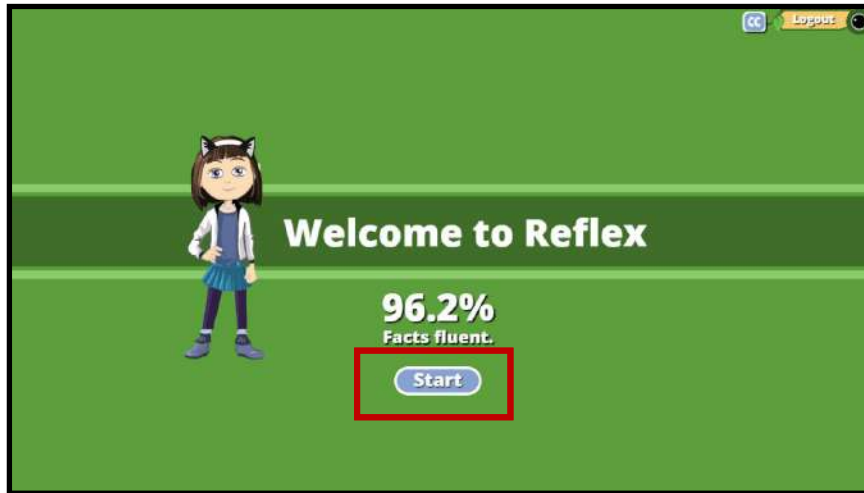 CC Logout
Welcome to Reflex
96.2%
Facts fluent.
Start